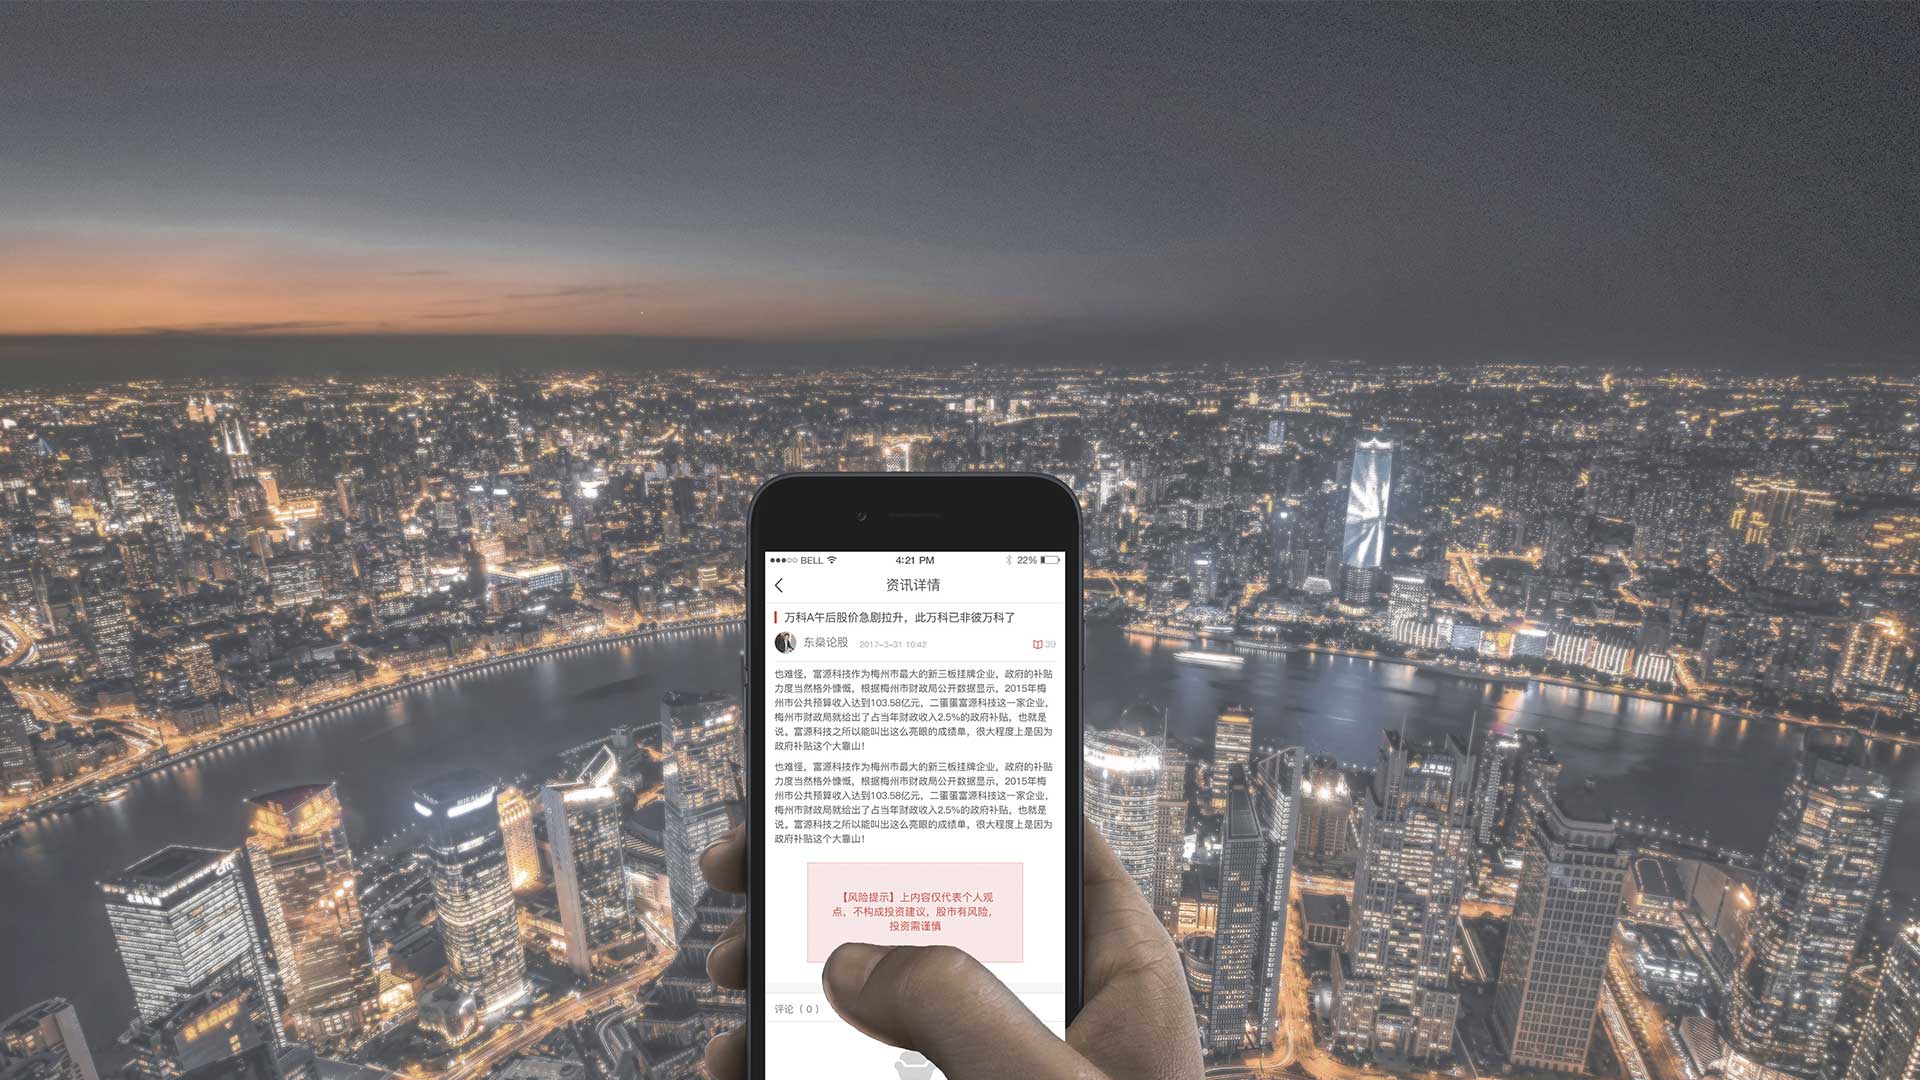 BELL
4:21 PM
22%
资讯详情
万科A午后股价急剧拉升，此万科已非彼万科了
东燊论股 2017-3-31 10:42
39
也难怪，富源科技作为梅州市最大的新三板挂牌企业，政府的补贴
力度当然格外慷慨，根据梅州市财政局公开数据显示，2015年梅
州市公共预算收入达到103.58亿元，二蛋蛋富源科技这一家企业，
梅州市财政局就给出了占当年财政收入2.5%的政府补贴，也就是
说。富源科技之所以能叫出这么亮眼的成绩单，很大程度上是因为
政府补贴这个大靠山！
也难怪，富源科技作为梅州市最大的新三板挂牌企业，政府的补贴
力度当然格外慷慨，根据梅州市财政局公开数据显示，2015年梅
州市公共预算收入达到103.58亿元，二蛋蛋富源科技这一家企业，
梅州市财政局就给出了占当年财政收入2.5%的政府补贴，也就是
说。富源科技之所以能叫出这么亮眼的成绩单，很大程度上是因为
政府补贴这个大靠山！
【风险提示】上内容仅代表个人观
点，不构成投资建议，股市有风险，
投资需谨慎
评论（0）
上海银行